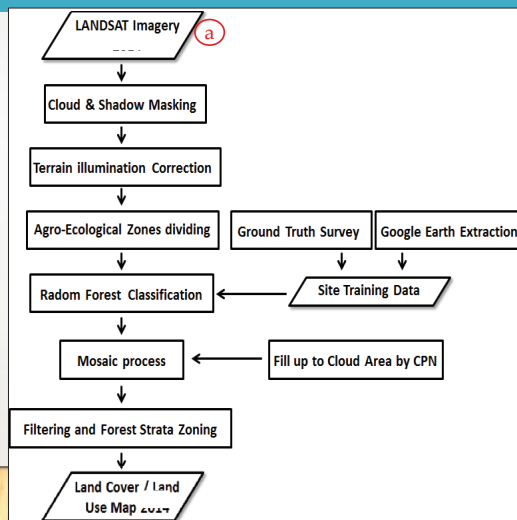 LANDSAT Imagery
a
Cloud & Shadow Masking
Terrain illumination Correction
Agro-Ecological Zones dividing
Ground Truth Survey
Google Earth Extraction
Radom Forest Classification
Site Training Data
Mosaic process
Fill up to Cloud Area by CPN
Filtering and Forest Strata Zoning
Land Cover / Land
Use Map